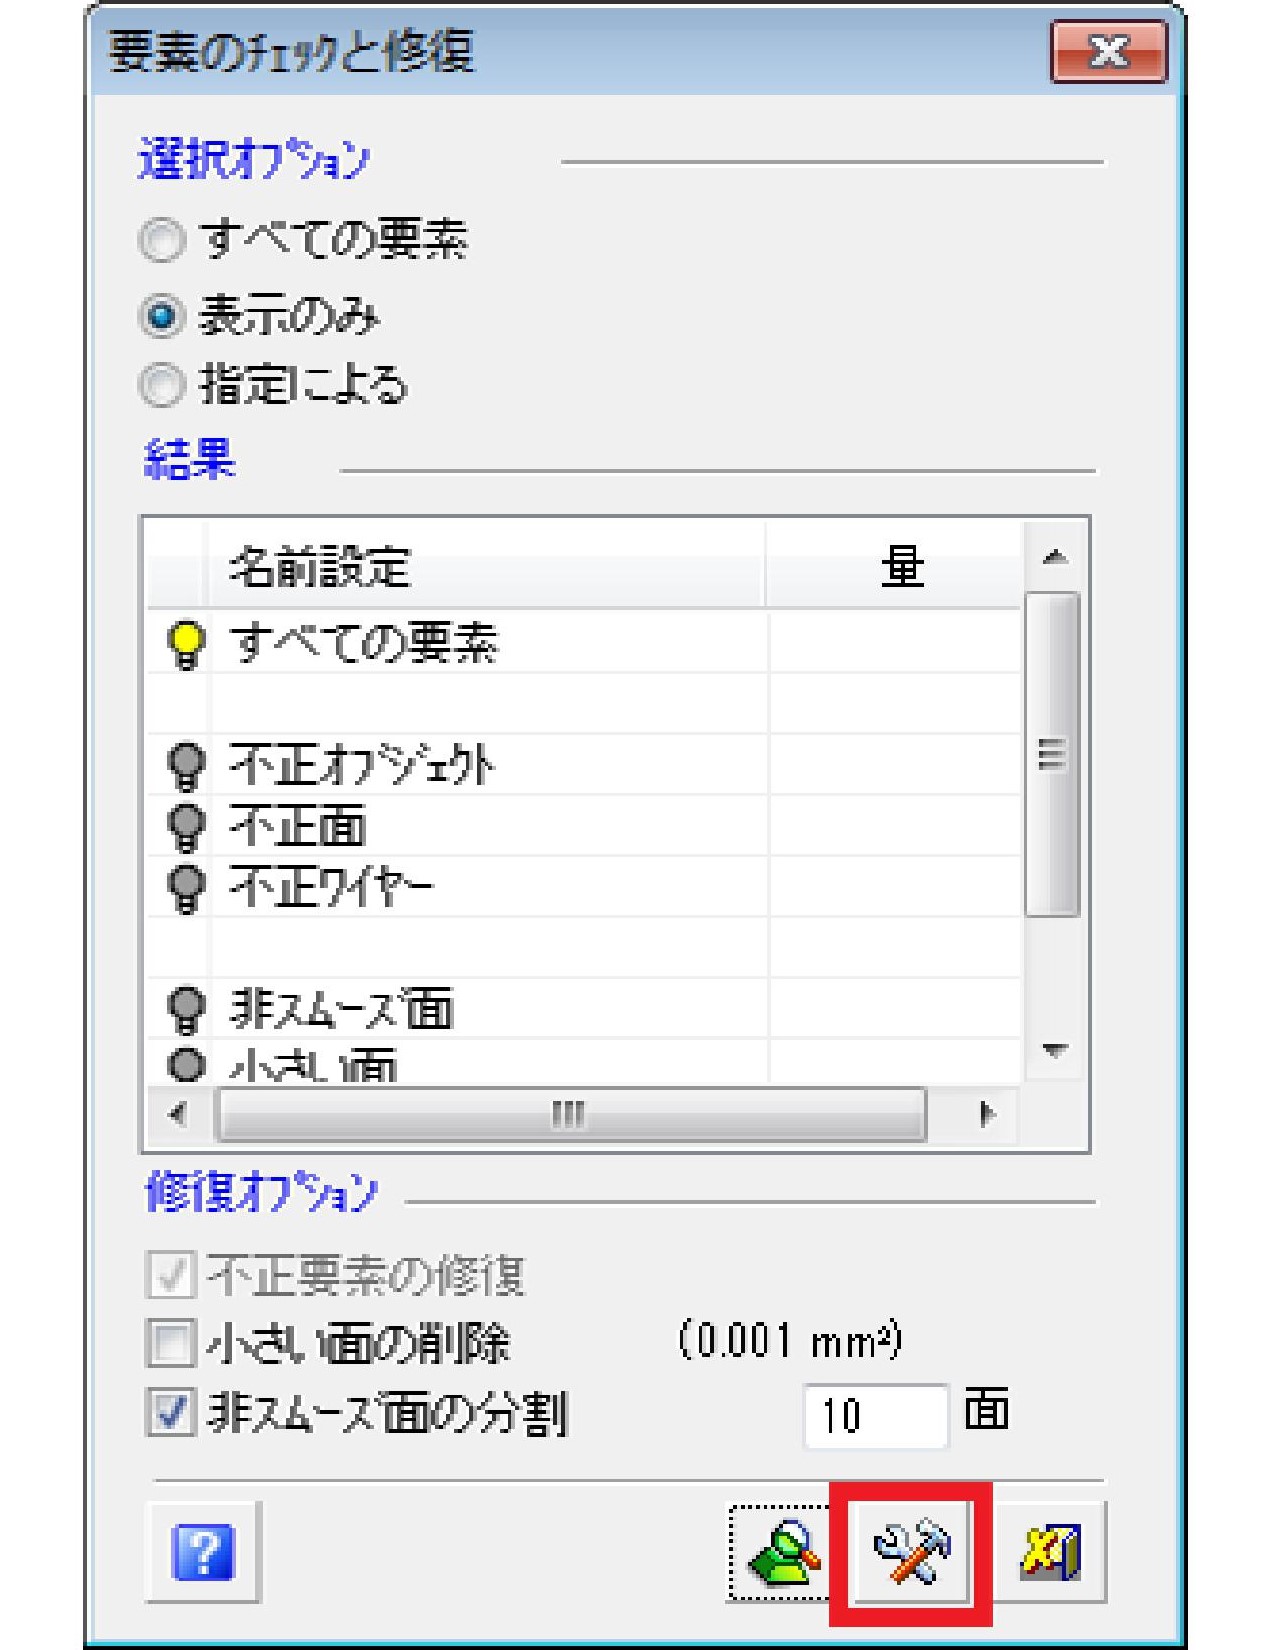 要素のﾁｪｯｸと修復
選択ｵﾌﾟｼｮﾝ
すべての要素
表示のみ
指定による
結果
名前設定 量
すべての要素
不正ｵﾌﾞｼﾞｪｸﾄ
不正面
不正ﾜｲﾔｰ
非ｽﾑｰｽﾞ面
小さい面
修復ｵﾌﾟｼｮﾝ
不正要素の修復
小さい面の削除 (0.001 mm²)
非ｽﾑｰｽﾞ面の分割 10 面
?